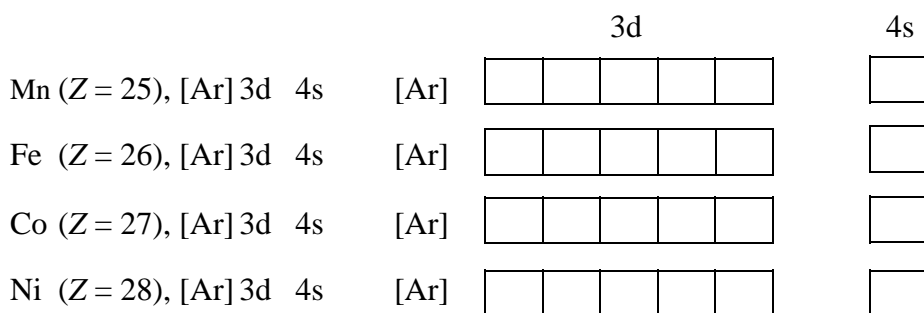 3d 4s
Mn (Z = 25), [Ar] 3d 4s [Ar]
Fe (Z = 26), [Ar] 3d 4s [Ar]
Co (Z = 27), [Ar] 3d 4s [Ar]
Ni (Z = 28), [Ar] 3d 4s [Ar]